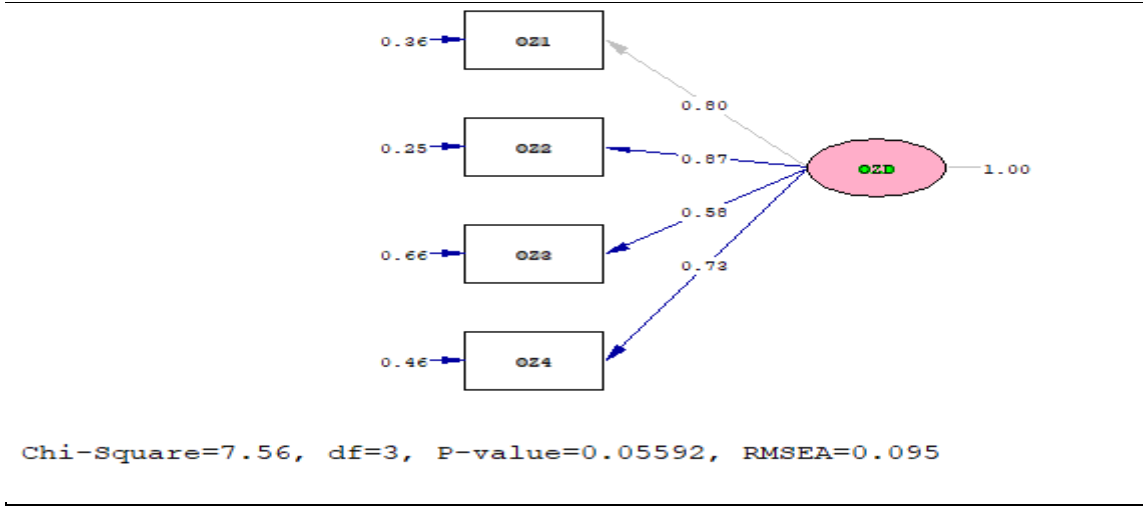 0.36 OZ1
0.80
0.25 OZ2 0.87 OZD 1.00
0.58
0.66 OZ3
0.73
0.46 OZ4
Chi-Square=7.56, df=3, P-value=0.05592, RMSEA=0.095